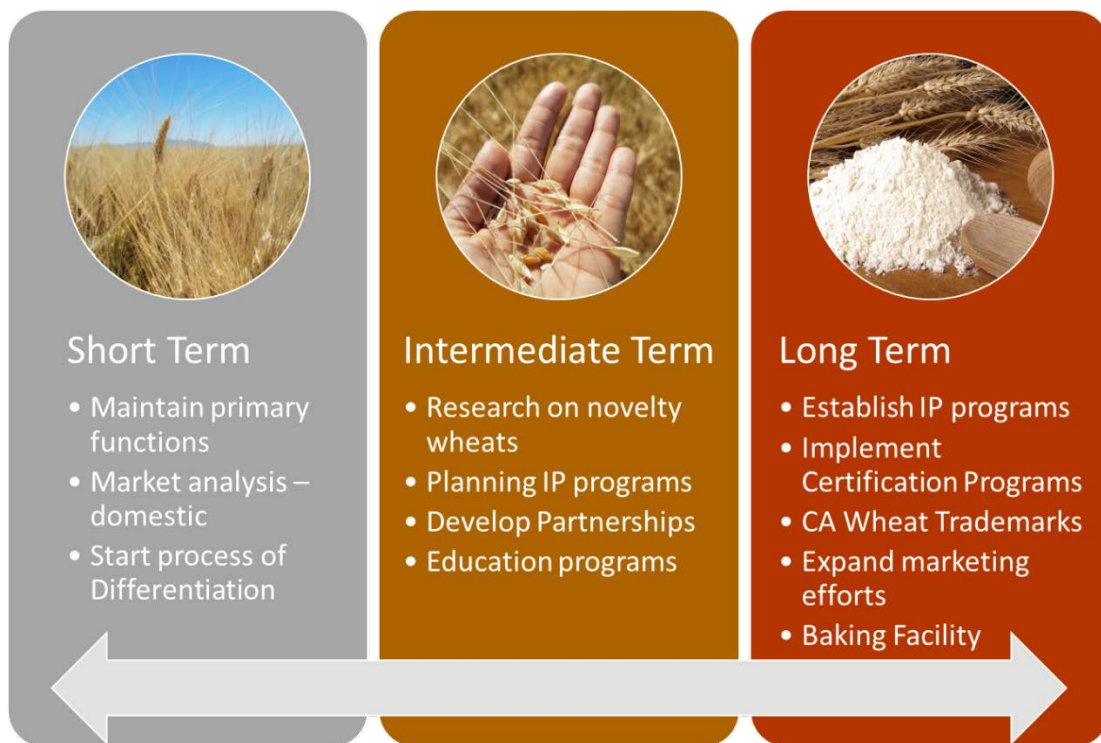 Short Term
• Maintain primary
functions
• Market analysis –
domestic
• Start process of
Differentiation
Intermediate Term
• Research on novelty
wheats
• Planning IP programs
• Develop Partnerships
• Education programs
Long Term
• Establish IP programs
• Implement
Certification Programs
• CA Wheat Trademarks
• Expand marketing
efforts
• Baking Facility